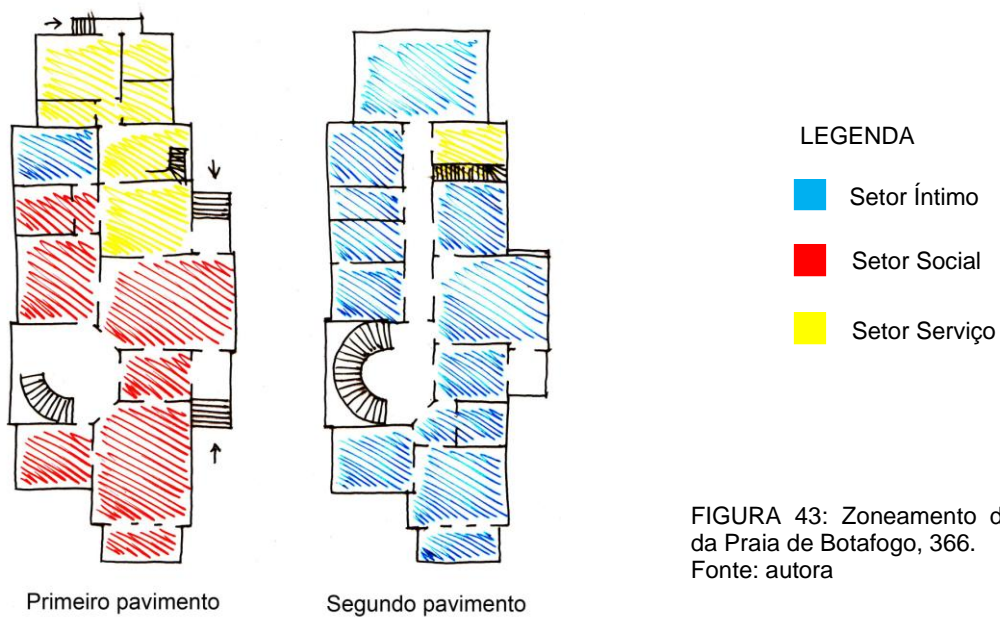 LEGENDA
Setor Íntimo
Setor Social
Setor Serviço
FIGURA 43: Zoneamento
da Praia de Botafogo, 366.
Fonte: autora
Primeiro pavimento
Segundo pavimento